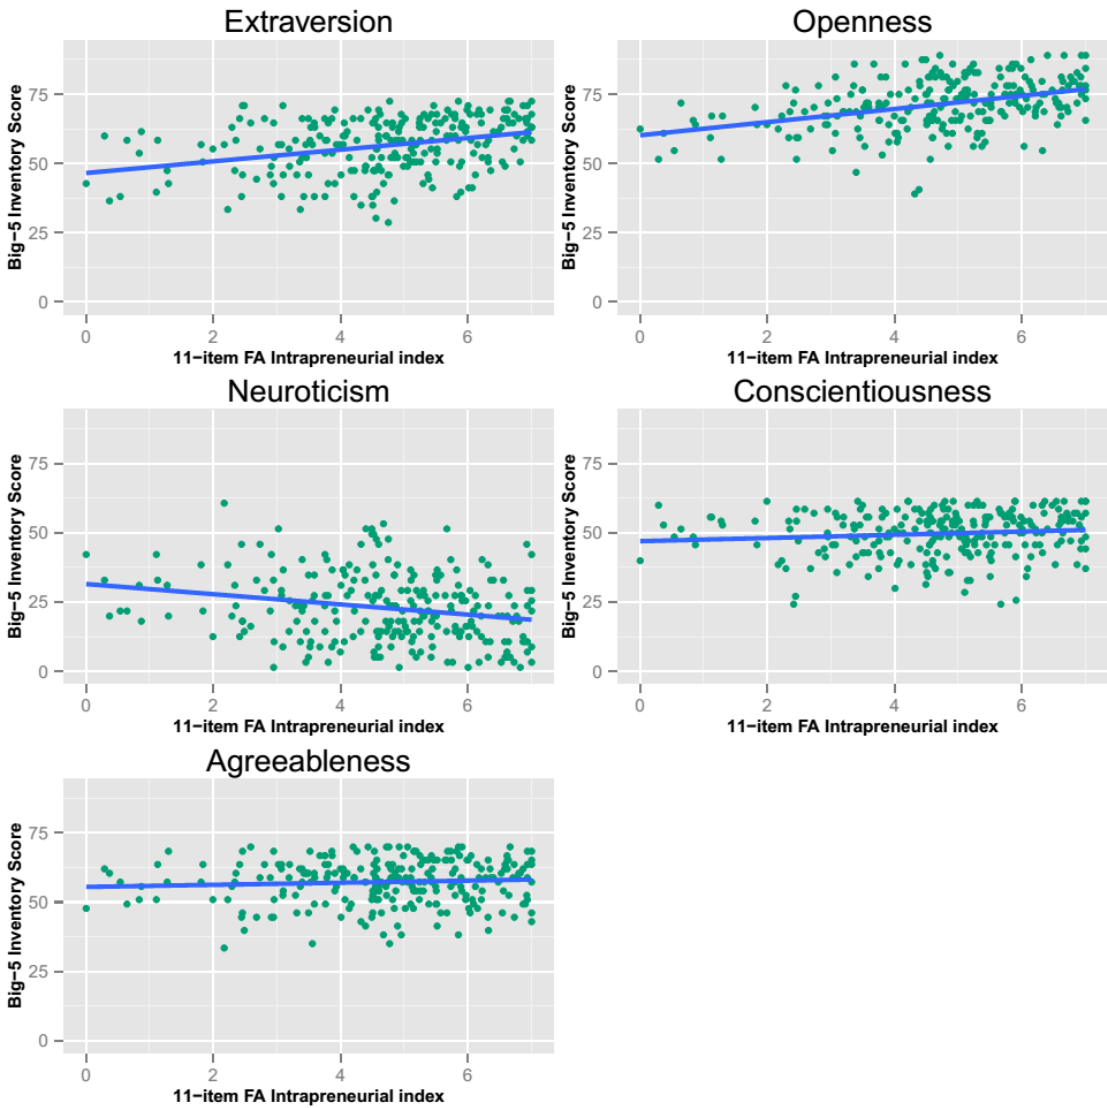 Extraversion
Big−5 Inventory Score
75
50
25
0
0 2 4 6
11−item FA Intrapreneurial index
Openness
Big−5 Inventory Score
75
50
25
0
0 2 4 6
11−item FA Intrapreneurial index
Neuroticism
Big−5 Inventory Score
75
50
25
0
0 2 4 6
11−item FA Intrapreneurial index
Conscientiousness
Big−5 Inventory Score
75
50
25
0
0 2 4 6
11−item FA Intrapreneurial index
Agreeableness
Big−5 Inventory Score
75
50
25
0
0 2 4 6
11−item FA Intrapreneurial index